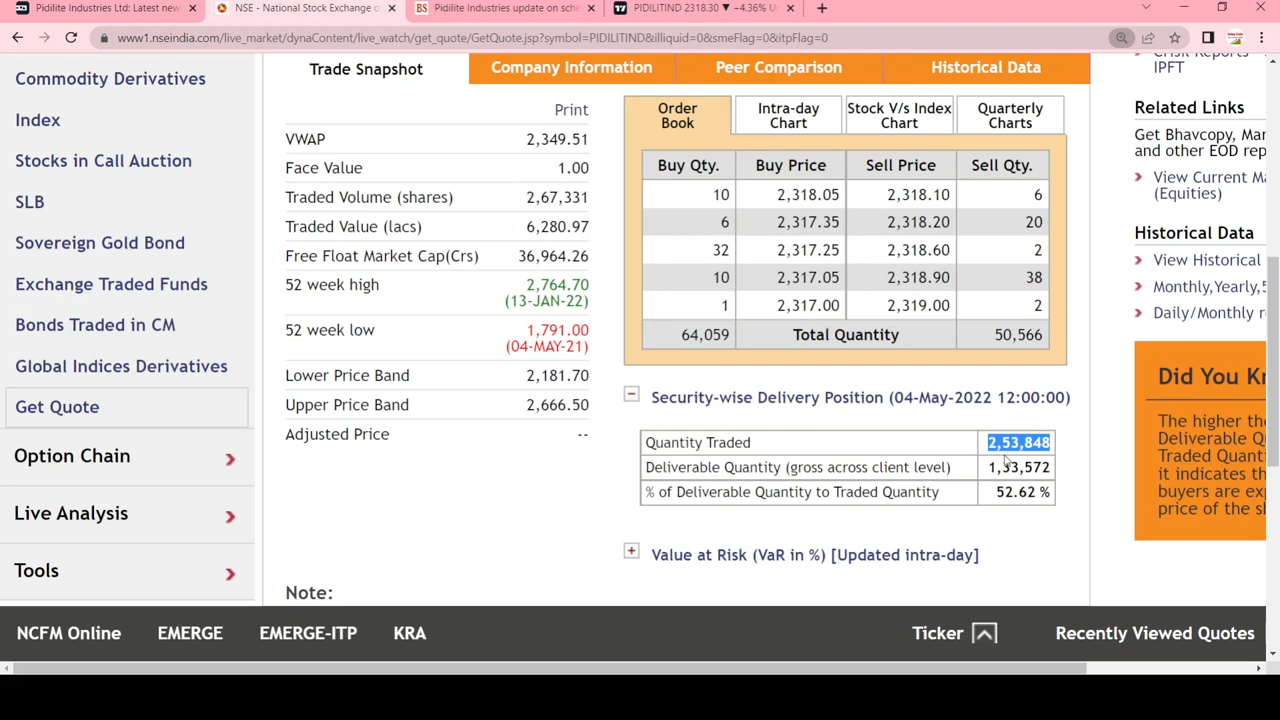 Pidilite Industries Ltd: Latest new
NSE - National Stock Exchange o
Pidilite Industries update on sche
PIDILITIND 2318.30 ▼ −4.36% U
www1.nseindia.com/live_market/dynaContent/live_watch/get_quote/GetQuote.jsp?symbol=PIDILITIND&illiquid=0&smeFlag=0&itpFlag=0
Commodity Derivatives
Index
Stocks in Call Auction
SLB
Sovereign Gold Bond
Exchange Traded Funds
Bonds Traded in CM
Global Indices Derivatives
Get Quote
Option Chain
Live Analysis
Tools
Trade Snapshot
Company Information
Peer Comparison
Historical Data
Print
VWAP 2,349.51
Face Value 1.00
Traded Volume (shares) 2,67,331
Traded Value (lacs) 6,280.97
Free Float Market Cap(Crs) 36,964.26
52 week high 2,764.70
(13-JAN-22)
52 week low 1,791.00
(04-MAY-21)
Lower Price Band 2,181.70
Upper Price Band 2,666.50
Adjusted Price --
Note:
Order
Book
Intra-day
Chart
Stock V/s Index
Chart
Quarterly
Charts
Buy Qty. Buy Price Sell Price Sell Qty.
10 2,318.05 2,318.10 6
6 2,317.35 2,318.20 20
32 2,317.25 2,318.60 2
10 2,317.05 2,318.90 38
1 2,317.00 2,319.00 2
64,059 Total Quantity 50,566
Security-wise Delivery Position (04-May-2022 12:00:00)
Quantity Traded 2,53,848
Deliverable Quantity (gross across client level) 1,33,572
% of Deliverable Quantity to Traded Quantity 52.62 %
Value at Risk (VaR in %) [Updated intra-day]
IPFT
Related Links
Get Bhavcopy, Mar
and other EOD rep
View Current Ma
(Equities)
Historical Data
View Historical
Monthly,Yearly,5
Daily/Monthly r
Did You Kn
The higher the
Deliverable Q
Traded Quanti
it indicates th
buyers are exp
price of the sh
NCFM Online
EMERGE
EMERGE-ITP
KRA
Ticker
Recently Viewed Quotes